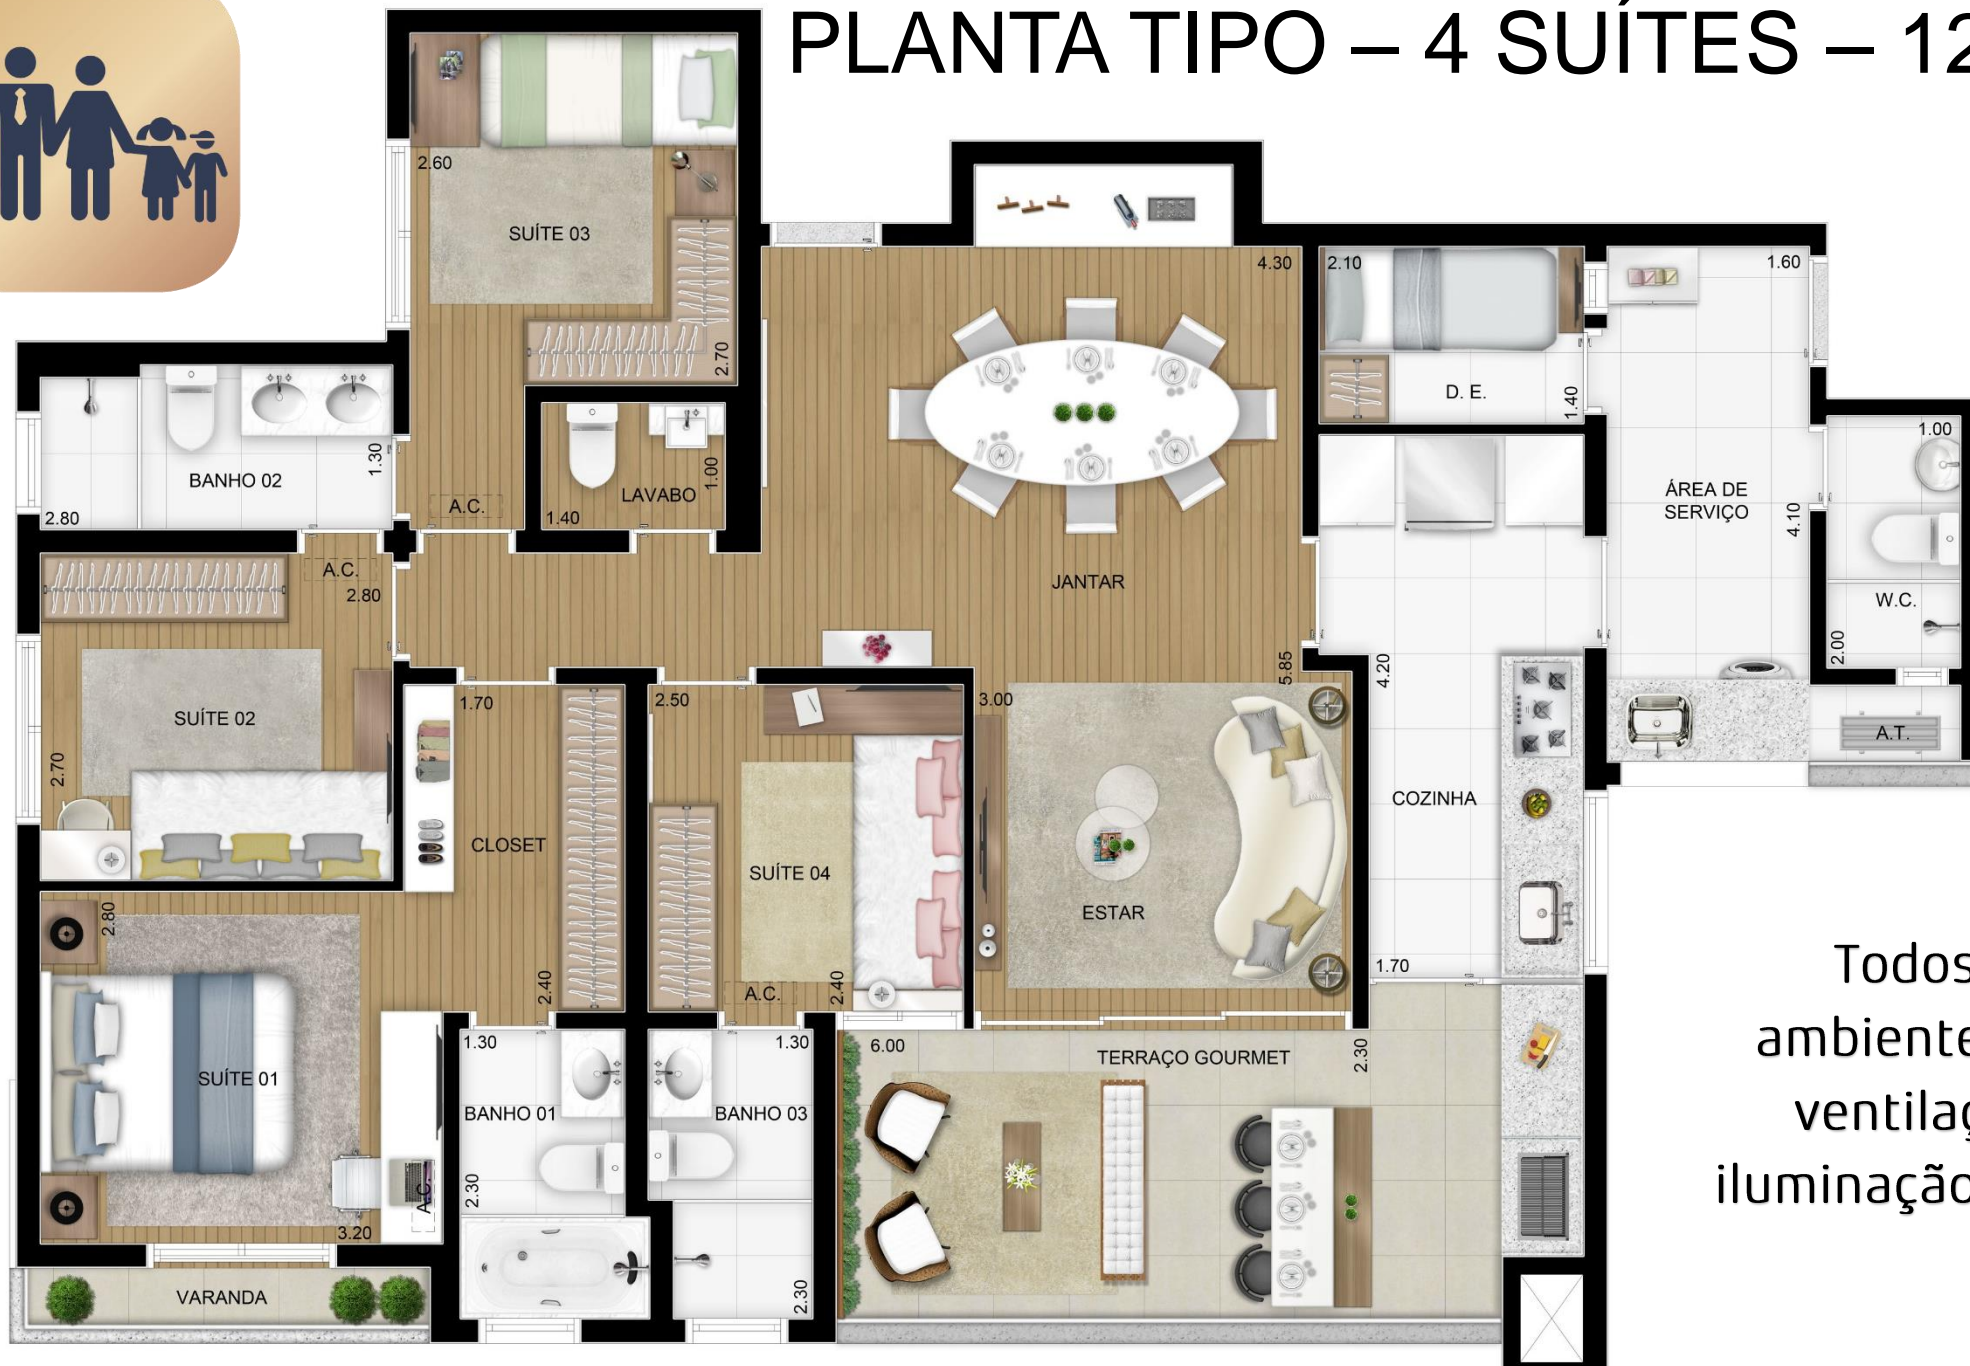 PLANTA TIPO – 4 SUÍTES – 12
2.60
SUÍTE 03
2.70
4.30
2.10
1.60
D. E.
1.40
1.30
BANHO 02
2.80
A.C.
LAVABO
1.00
1.40
ÁREA DE
SERVIÇO
4.10
1.00
W.C.
2.00
A.T.
A.C.
2.80
JANTAR
SUÍTE 02
2.70
1.70
CLOSET
2.40
2.50
SUÍTE 04
A.C.
2.40
3.00
5.85
ESTAR
4.20
COZINHA
1.70
2.80
SUÍTE 01
A.C.
3.20
VARANDA
1.30
BANHO 01
2.30
1.30
BANHO 03
2.30
6.00
TERRAÇO GOURMET
2.30
Todos
ambiente
ventilaç
iluminação